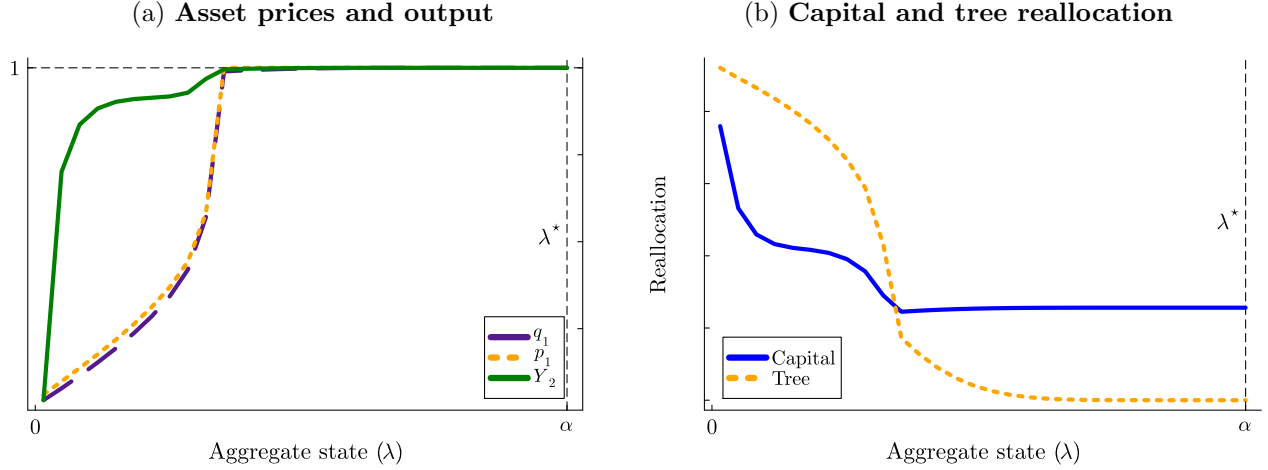 (a) Asset prices and output
1
λ*
q₁
p₁
Y₂
0
α
Aggregate state (λ)
(b) Capital and tree reallocation
Reallocation
λ*
Capital
Tree
0
α
Aggregate state (λ)